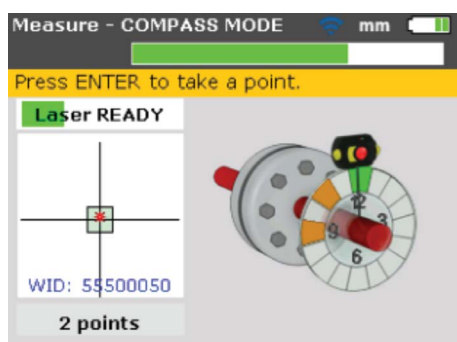 Measure - COMPASS MODE mm
Press ENTER to take a point.
Laser READY
12
3
9
6
WID: 55500050
2 points